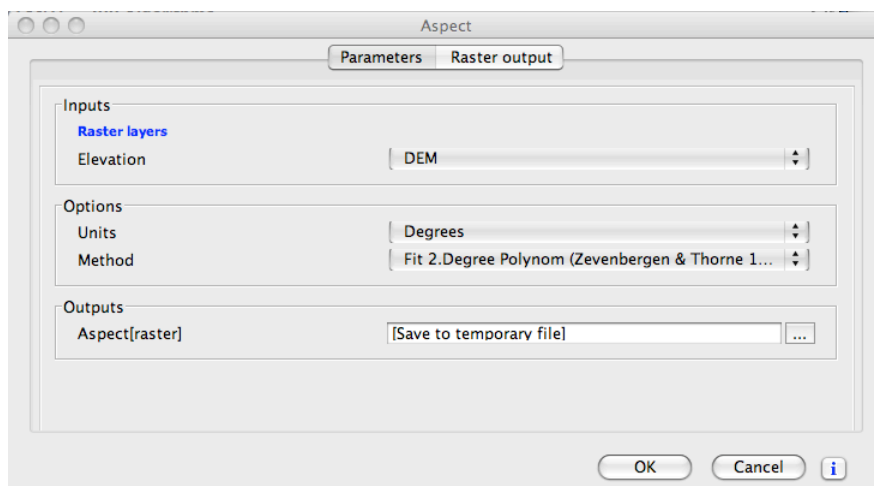 Aspect
Parameters Raster output
Inputs
Raster layers
Elevation DEM
Options
Units Degrees
Method Fit 2.Degree Polynom (Zevenbergen & Thorne 1...
Outputs
Aspect[raster] [Save to temporary file] ...
OK Cancel i